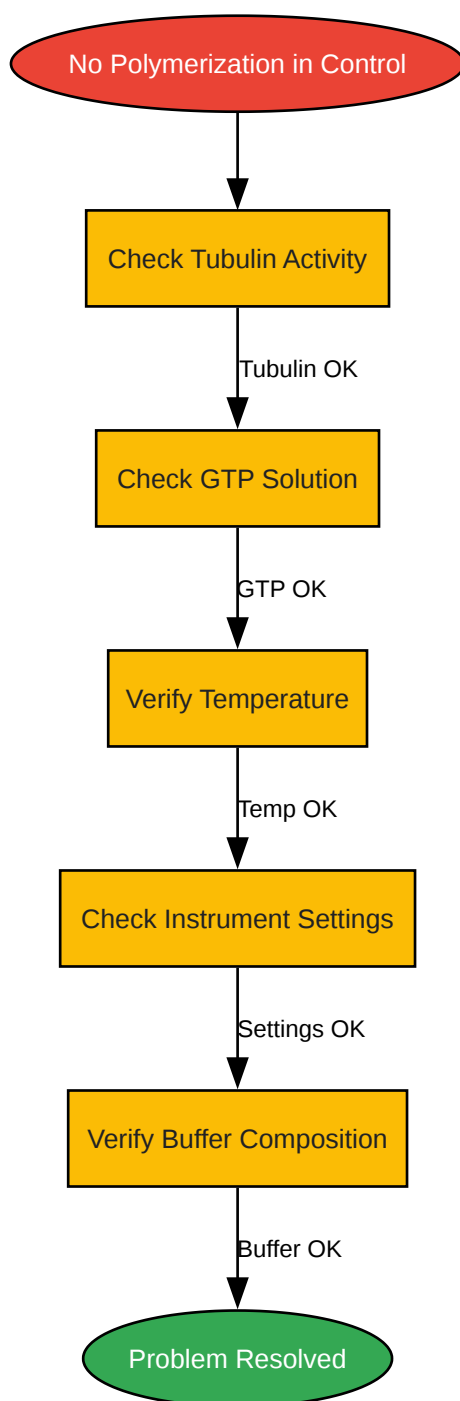 No Polymerization in Control
Check Tubulin Activity
Tubulin OK
Check GTP Solution
GTP OK
Verify Temperature
Temp OK
Check Instrument Settings
Settings OK
Verify Buffer Composition
Buffer OK
Problem Resolved